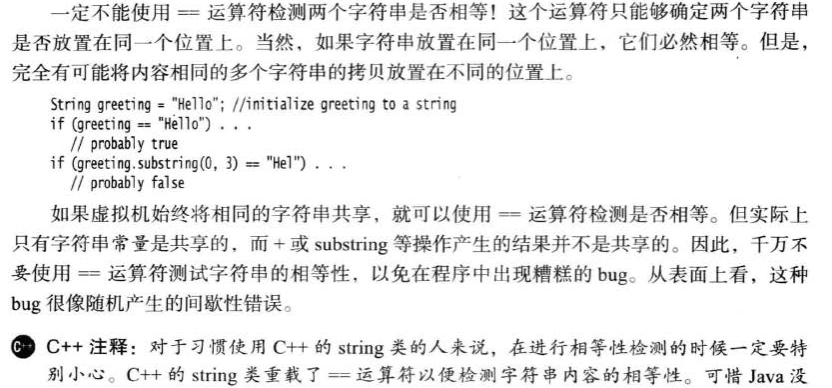 一定不能使用 == 运算符检测两个字符串是否相等！这个运算符只能够确定两个字符串
是否放置在同一个位置上。当然，如果字符串放置在同一个位置上，它们必然相等。但是，
完全有可能将内容相同的多个字符串的拷贝放置在不同的位置上。
String greeting = "Hello"; //initialize greeting to a string
if (greeting == "Hello") . . .
// probably true
if (greeting.substring(0, 3) == "Hel") . . .
// probably false
如果虚拟机始终将相同的字符串共享，就可以使用 == 运算符检测是否相等。但实际上
只有字符串常量是共享的，而 + 或 substring 等操作产生的结果并不是共享的。因此，千万不
要使用 == 运算符测试字符串的相等性，以免在程序中出现糟糕的 bug。从表面上看，这种
bug 很像随机产生的间歇性错误。
C++ C++ 注释：对于习惯使用 C++ 的 string 类的人来说，在进行相等性检测的时候一定要特
别小心。C++ 的 string 类重载了 == 运算符以便检测字符串内容的相等性。可惜 Java 没